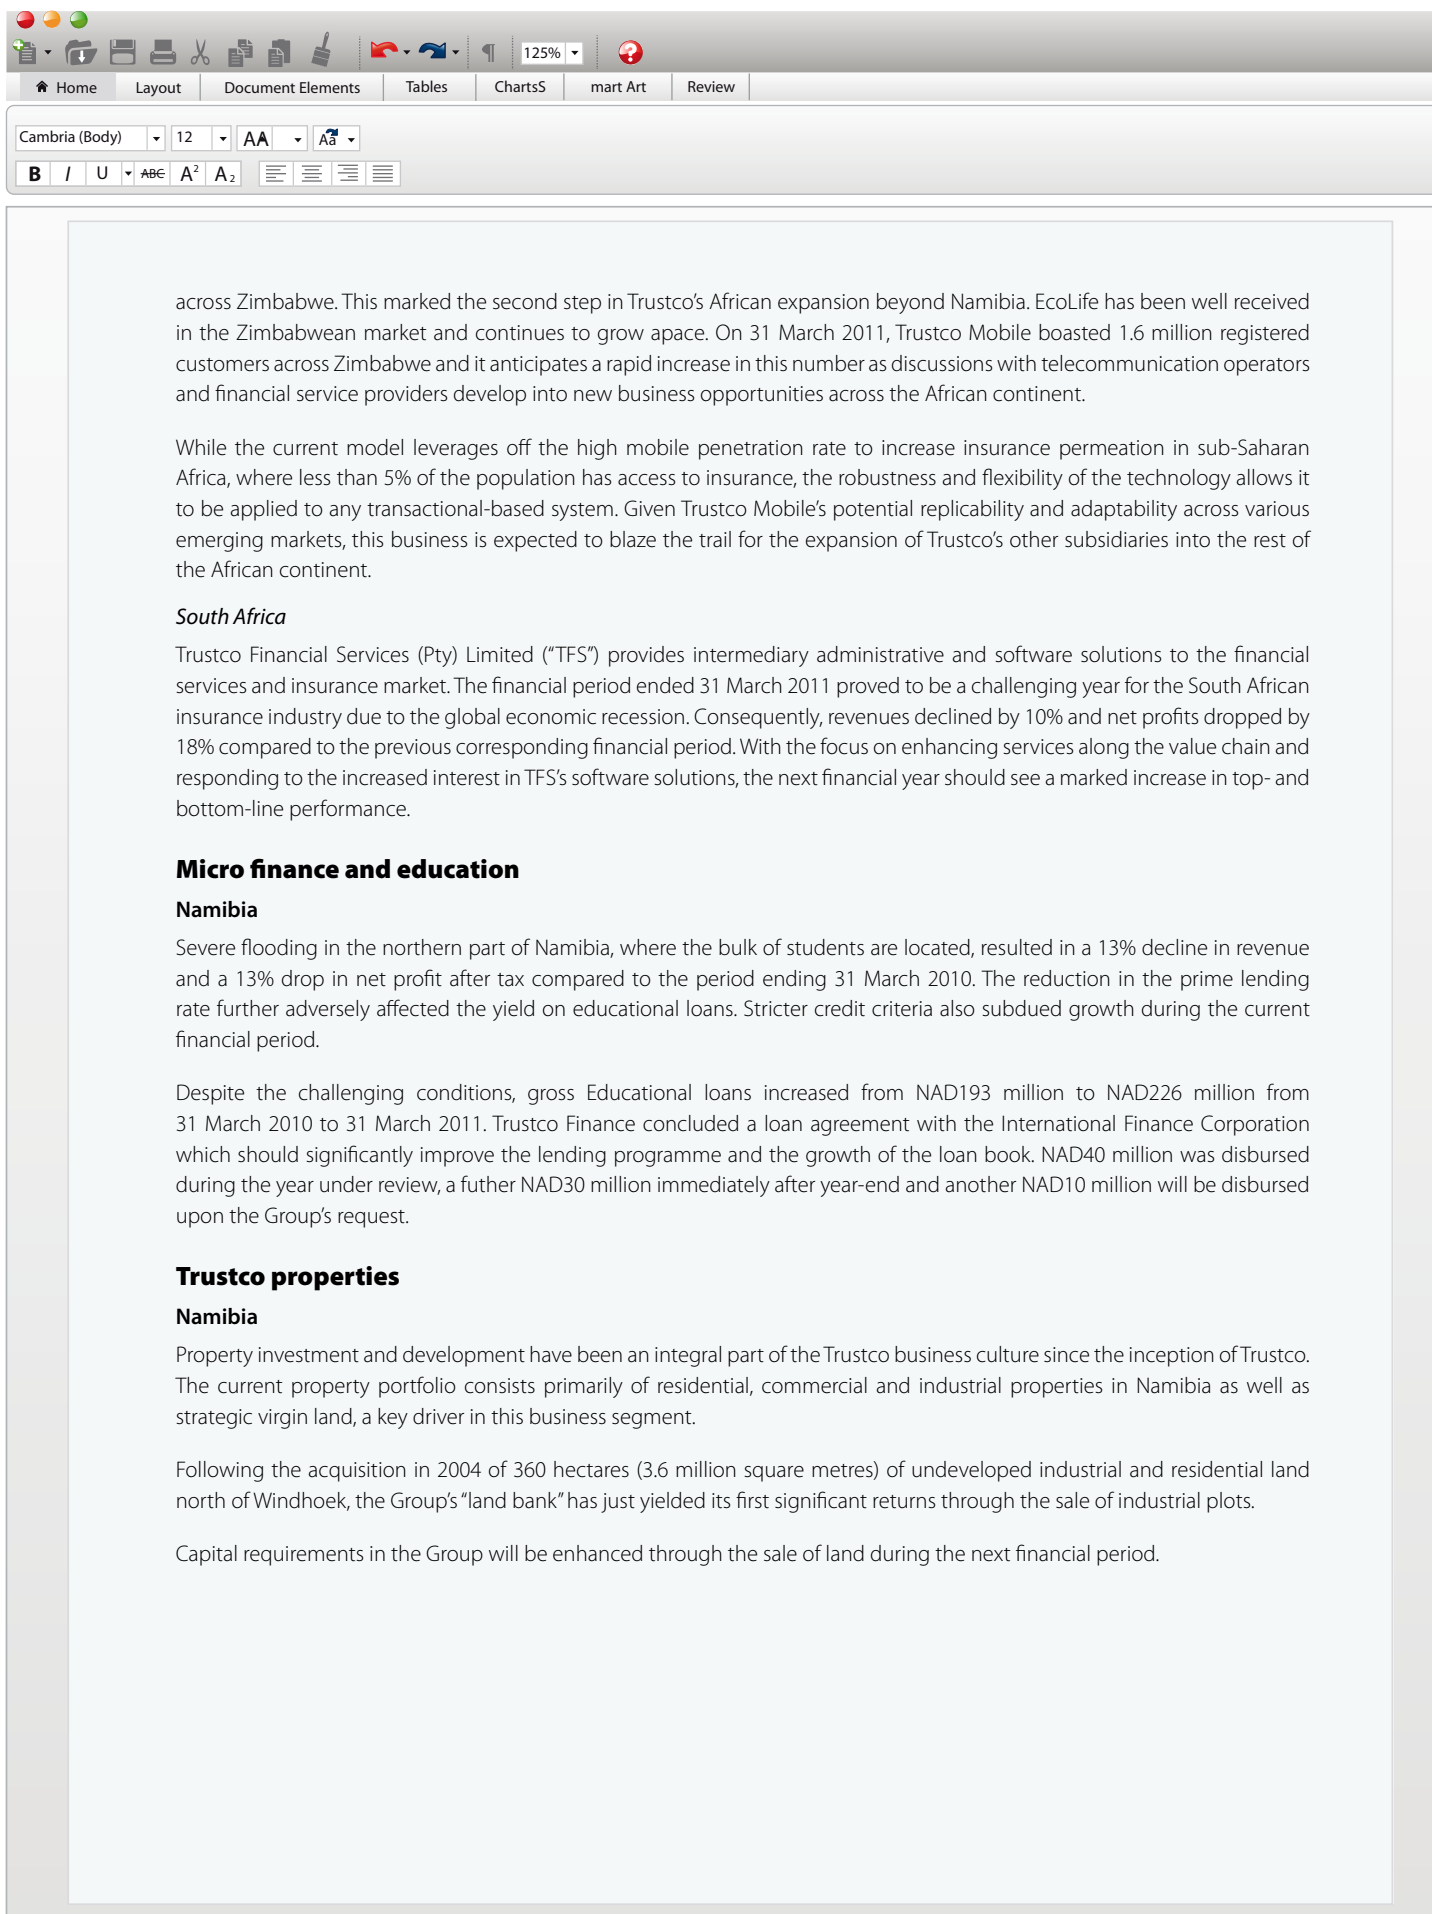 125%
Home Layout Document Elements Tables ChartsS mart Art Review
Cambria (Body) 12 AA Aa
B I U ABC A2 A2
across Zimbabwe. This marked the second step in Trustco’s African expansion beyond Namibia. EcoLife has been well received
in the Zimbabwean market and continues to grow apace. On 31 March 2011, Trustco Mobile boasted 1.6 million registered
customers across Zimbabwe and it anticipates a rapid increase in this number as discussions with telecommunication operators
and financial service providers develop into new business opportunities across the African continent.
While the current model leverages off the high mobile penetration rate to increase insurance permeation in sub-Saharan
Africa, where less than 5% of the population has access to insurance, the robustness and flexibility of the technology allows it
to be applied to any transactional-based system. Given Trustco Mobile’s potential replicability and adaptability across various
emerging markets, this business is expected to blaze the trail for the expansion of Trustco’s other subsidiaries into the rest of
the African continent.
South Africa
Trustco Financial Services (Pty) Limited (“TFS”) provides intermediary administrative and software solutions to the financial
services and insurance market. The financial period ended 31 March 2011 proved to be a challenging year for the South African
insurance industry due to the global economic recession. Consequently, revenues declined by 10% and net profits dropped by
18% compared to the previous corresponding financial period. With the focus on enhancing services along the value chain and
responding to the increased interest in TFS’s software solutions, the next financial year should see a marked increase in top- and
bottom-line performance.
Micro finance and education
Namibia
Severe flooding in the northern part of Namibia, where the bulk of students are located, resulted in a 13% decline in revenue
and a 13% drop in net profit after tax compared to the period ending 31 March 2010. The reduction in the prime lending
rate further adversely affected the yield on educational loans. Stricter credit criteria also subdued growth during the current
financial period.
Despite the challenging conditions, gross Educational loans increased from NAD193 million to NAD226 million from
31 March 2010 to 31 March 2011. Trustco Finance concluded a loan agreement with the International Finance Corporation
which should significantly improve the lending programme and the growth of the loan book. NAD40 million was disbursed
during the year under review, a futher NAD30 million immediately after year-end and another NAD10 million will be disbursed
upon the Group’s request.
Trustco properties
Namibia
Property investment and development have been an integral part of the Trustco business culture since the inception of Trustco.
The current property portfolio consists primarily of residential, commercial and industrial properties in Namibia as well as
strategic virgin land, a key driver in this business segment.
Following the acquisition in 2004 of 360 hectares (3.6 million square metres) of undeveloped industrial and residential land
north of Windhoek, the Group’s “land bank” has just yielded its first significant returns through the sale of industrial plots.
Capital requirements in the Group will be enhanced through the sale of land during the next financial period.